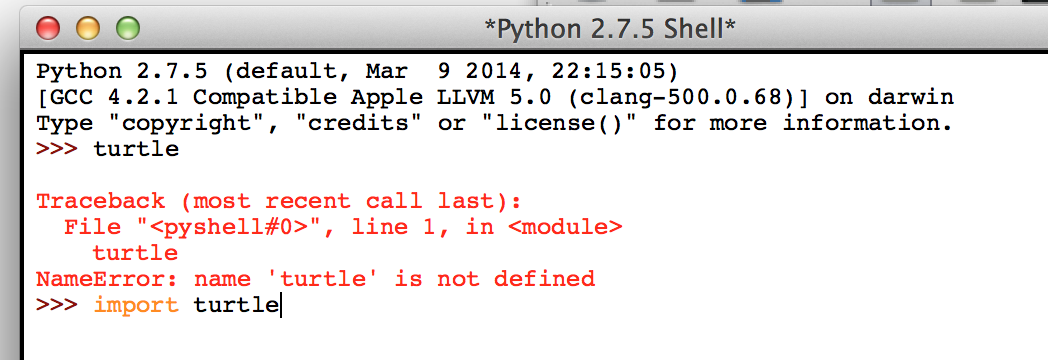 *Python 2.7.5 Shell*
Python 2.7.5 (default, Mar  9 2014, 22:15:05)
[GCC 4.2.1 Compatible Apple LLVM 5.0 (clang-500.0.68)] on darwin
Type "copyright", "credits" or "license()" for more information.
>>> turtle
Traceback (most recent call last):
  File "<pyshell#0>", line 1, in <module>
    turtle
NameError: name 'turtle' is not defined
>>> import turtle